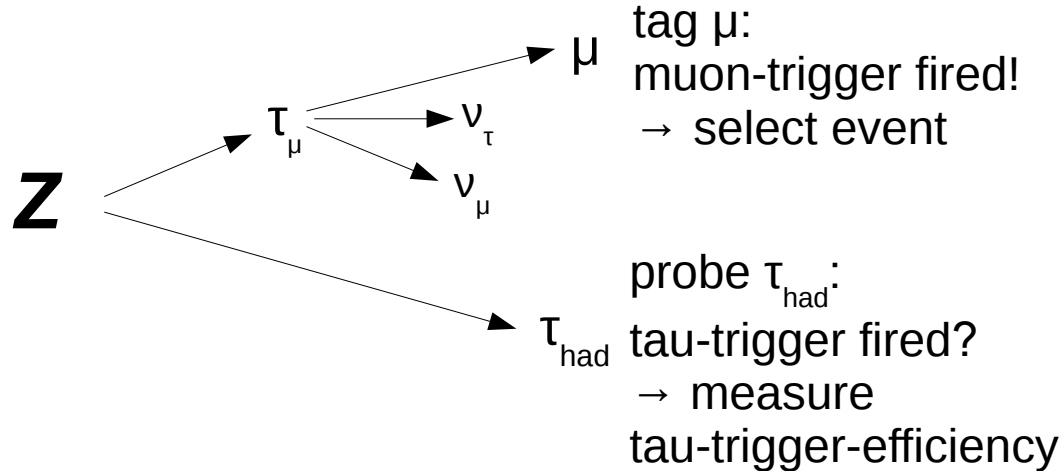 tag μ:
muon-trigger fired!
→ select event
μ
τμ
ντ
νμ
Z
probe τhad:
tau-trigger fired?
→ measure
tau-trigger-efficiency
τhad